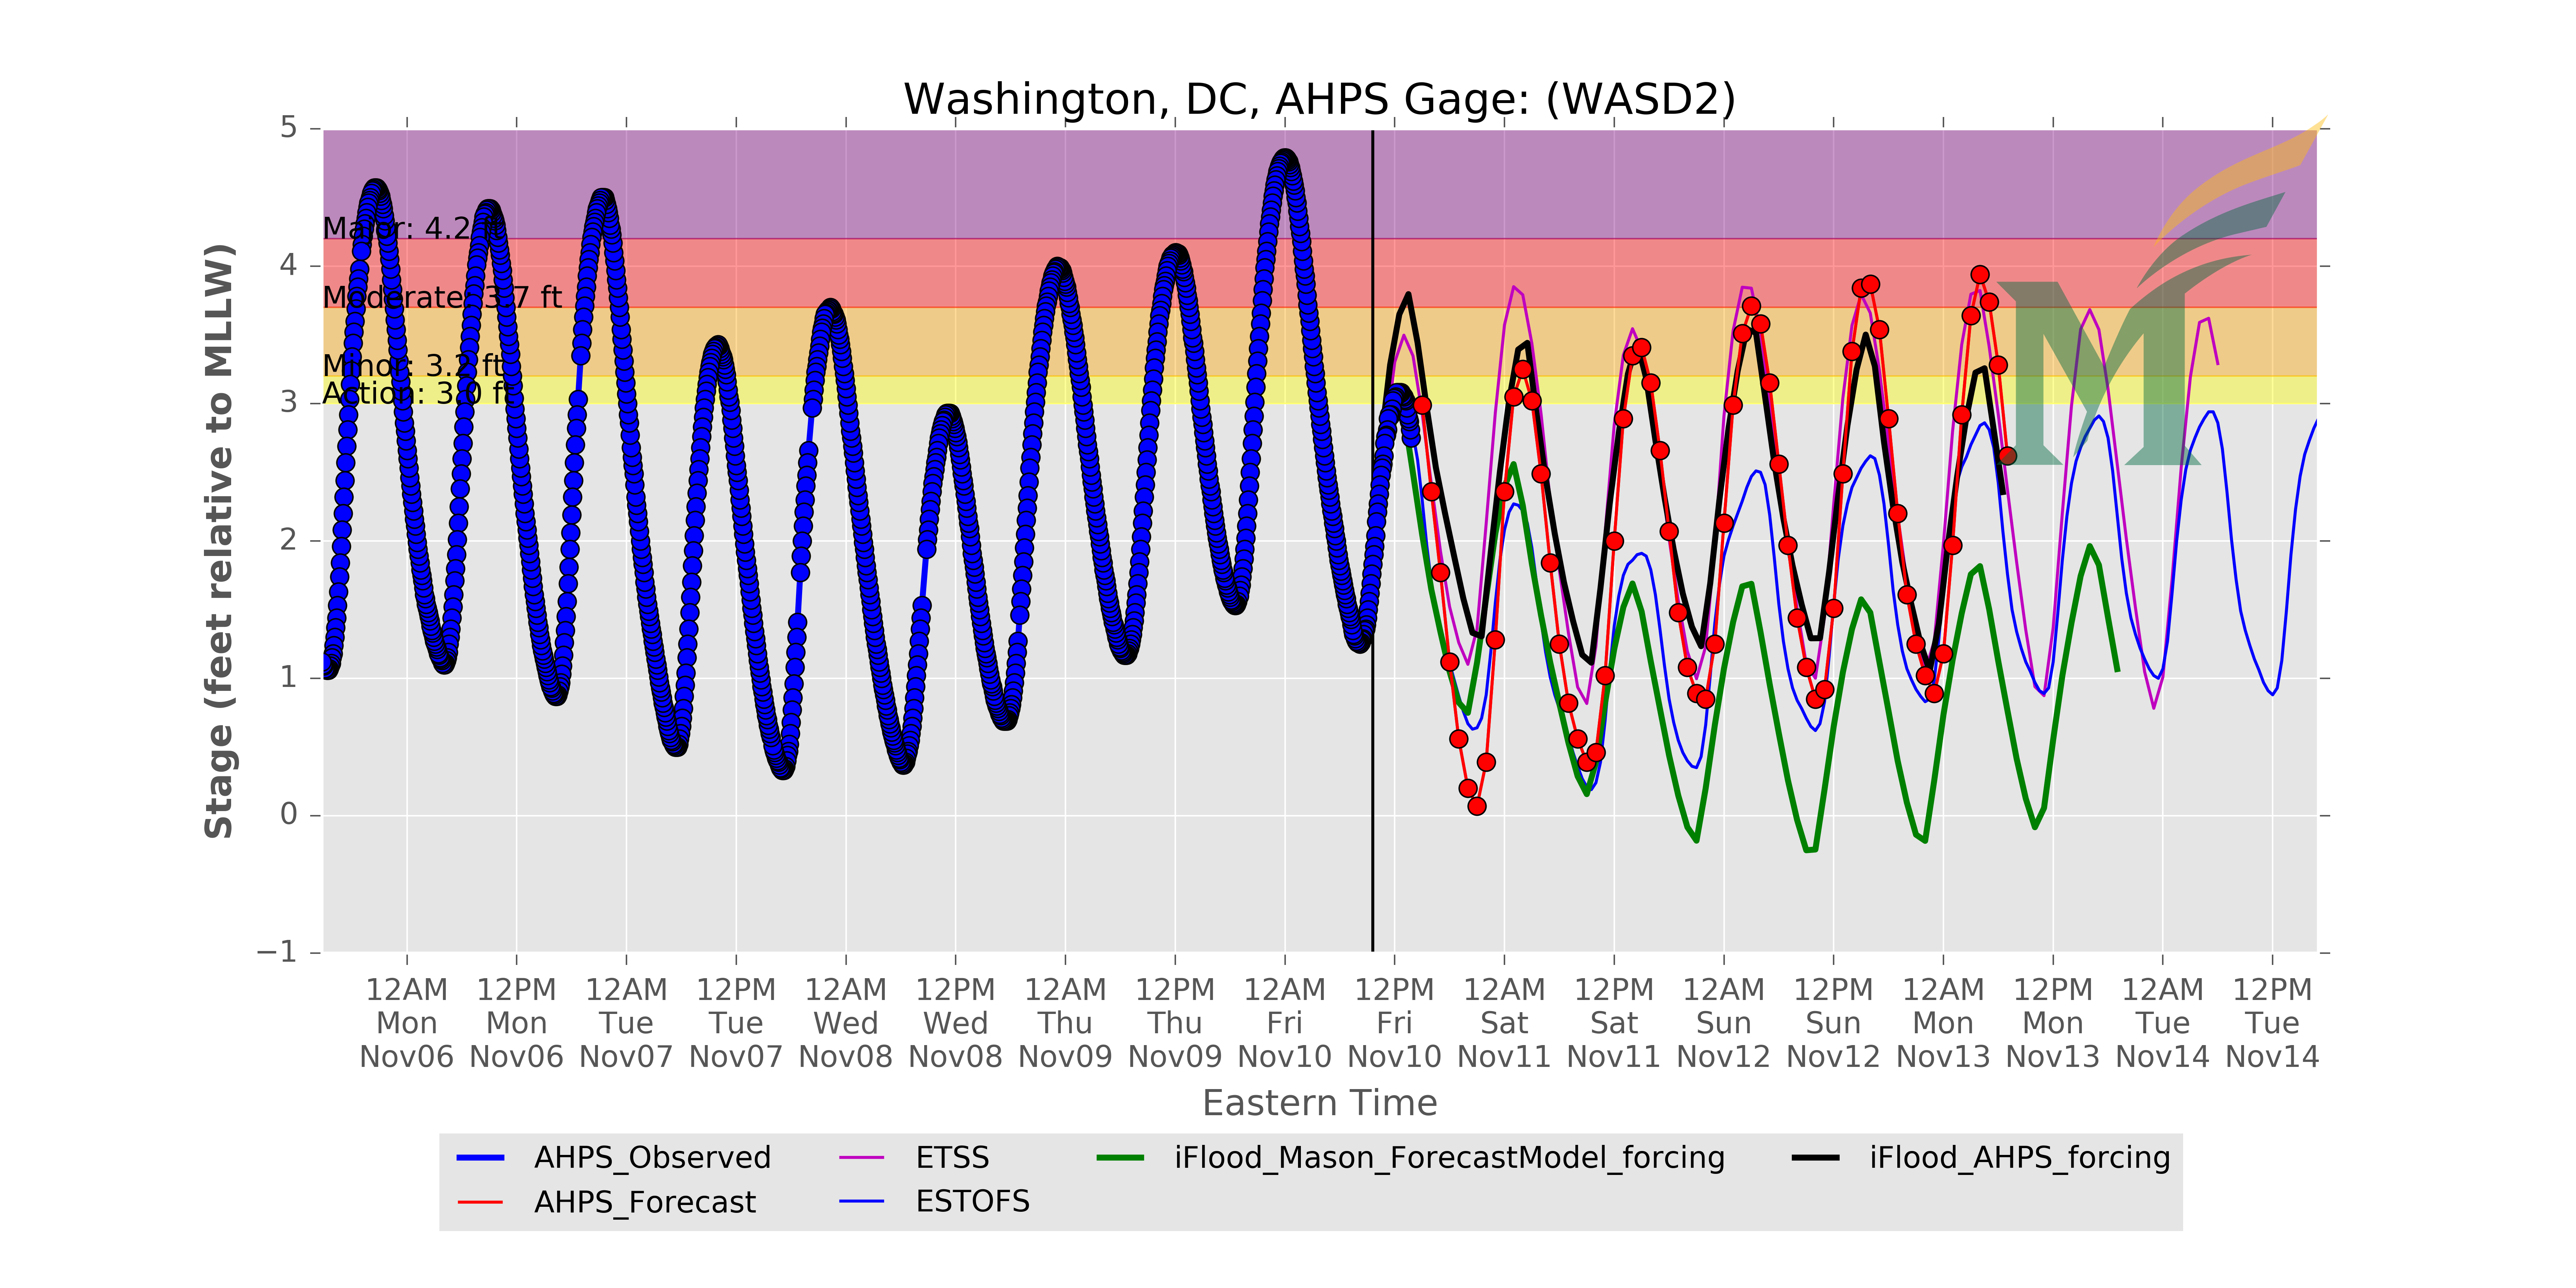 Washington, DC, AHPS Gage: (WASD2)
Stage (feet relative to MLLW)
5
4
3
2
1
0
−1
Major: 4.2
Moderate: 3.7 ft
Minor: 3.2 ft
Action: 3.0 ft
12AM 12PM 12AM 12PM 12AM 12PM 12AM 12PM 12AM 12PM 12AM 12PM 12AM 12PM 12AM 12PM 12AM 12PM
Mon Mon Tue Tue Wed Wed Thu Thu Fri Fri Sat Sat Sun Sun Mon Mon Tue Tue
Nov06 Nov06 Nov07 Nov07 Nov08 Nov08 Nov09 Nov09 Nov10 Nov10 Nov11 Nov11 Nov12 Nov12 Nov13 Nov13 Nov14 Nov14
Eastern Time
AHPS_Observed ETSS iFlood_Mason_ForecastModel_forcing iFlood_AHPS_forcing
AHPS_Forecast ESTOFS
M